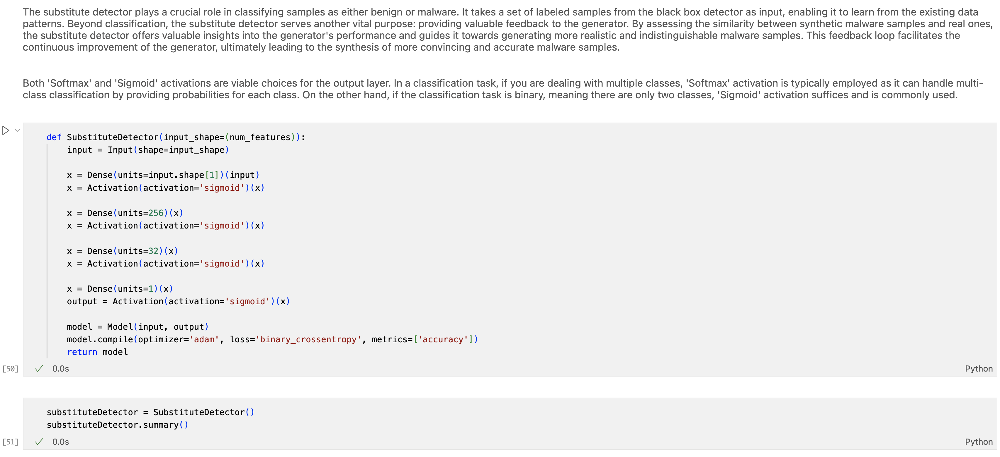 The substitute detector plays a crucial role in classifying samples as either benign or malware. It takes a set of labeled samples from the black box detector as input, enabling it to learn from the existing data
patterns. Beyond classification, the substitute detector serves another vital purpose: providing valuable feedback to the generator. By assessing the similarity between synthetic malware samples and real ones,
the substitute detector offers valuable insights into the generator's performance and guides it towards generating more realistic and indistinguishable malware samples. This feedback loop facilitates the
continuous improvement of the generator, ultimately leading to the synthesis of more convincing and accurate malware samples.
Both 'Softmax' and 'Sigmoid' activations are viable choices for the output layer. In a classification task, if you are dealing with multiple classes, 'Softmax' activation is typically employed as it can handle multi-
class classification by providing probabilities for each class. On the other hand, if the classification task is binary, meaning there are only two classes, 'Sigmoid' activation suffices and is commonly used.
def SubstituteDetector(input_shape=(num_features)):
    input = Input(shape=input_shape)
    x = Dense(units=input.shape[1])(input)
    x = Activation(activation='sigmoid')(x)
    x = Dense(units=256)(x)
    x = Activation(activation='sigmoid')(x)
    x = Dense(units=32)(x)
    x = Activation(activation='sigmoid')(x)
    x = Dense(units=1)(x)
    output = Activation(activation='sigmoid')(x)
    model = Model(input, output)
    model.compile(optimizer='adam', loss='binary_crossentropy', metrics=['accuracy'])
    return model
[50] 0.0s Python
substituteDetector = SubstituteDetector()
substituteDetector.summary()
[51] 0.0s Python